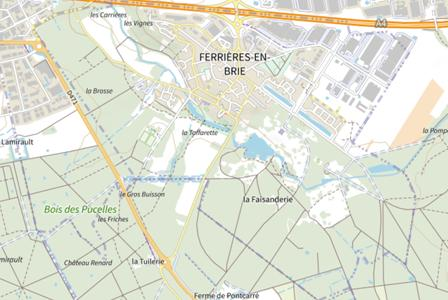 les Carrières
les Vignes
A4
FERRIÈRES-EN-
BRIE
la Brosse
D471
la Taffarette
la Pomp
Lamirault
le Gros Buisson
la Faisanderie
Bois des Pucelles
les Friches
mirault
Château Renard
la Tuilerie
Ferme de Pontcarré